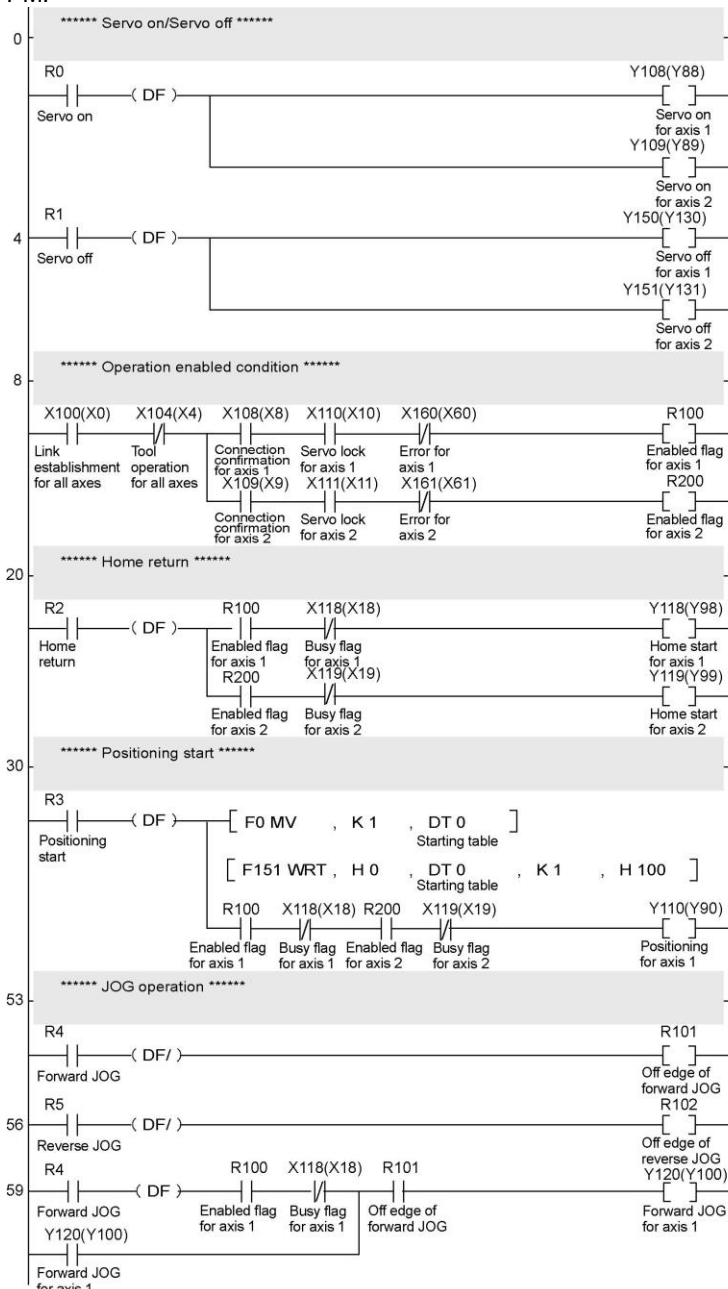 ****** Servo on/Servo off ******
0
R0 Y108(Y88)
( DF )
Servo on Servo on
for axis 1
Y109(Y89)
Servo on
for axis 2
R1 Y150(Y130)
4 ( DF )
Servo off Servo off
for axis 1
Y151(Y131)
Servo off
for axis 2
****** Operation enabled condition ******
8
X100(X0) X104(X4) X108(X8) X110(X10) X160(X60) R100
Link Tool Connection Servo lock Error for Enabled flag
establishment operation confirmation for axis 1 axis 1 for axis 1
for all axes for all axes for axis 1
X109(X9) X111(X11) X161(X61) R200
Connection Servo lock Error for Enabled flag
confirmation for axis 2 axis 2 for axis 2
for axis 2
****** Home return ******
20
R2 R100 X118(X18) Y118(Y98)
( DF )
Home Enabled flag Busy flag Home start
return for axis 1 for axis 1 for axis 1
R200 X119(X19) Y119(Y99)
Enabled flag Busy flag Home start
for axis 2 for axis 2 for axis 2
****** Positioning start ******
30
R3
( DF ) [ F0 MV , K 1 , DT 0 ]
Positioning Starting table
start
[ F151 WRT , H 0 , DT 0 , K 1 , H 100 ]
Starting table
R100 X118(X18) R200 X119(X19) Y110(Y90)
Enabled flag Busy flag Enabled flag Busy flag Positioning
for axis 1 for axis 1 for axis 2 for axis 2 for axis 1
****** JOG operation ******
53
R4 R101
( DF/ )
Forward JOG Off edge of
forward JOG
R5 R102
56 ( DF/ )
Reverse JOG Off edge of
reverse JOG
R4 R100 X118(X18) R101 Y120(Y100)
59 ( DF )
Forward JOG Enabled flag Busy flag Off edge of Forward JOG
for axis 1 for axis 1 forward JOG for axis 1
Y120(Y100)
Forward JOG
for axis 1